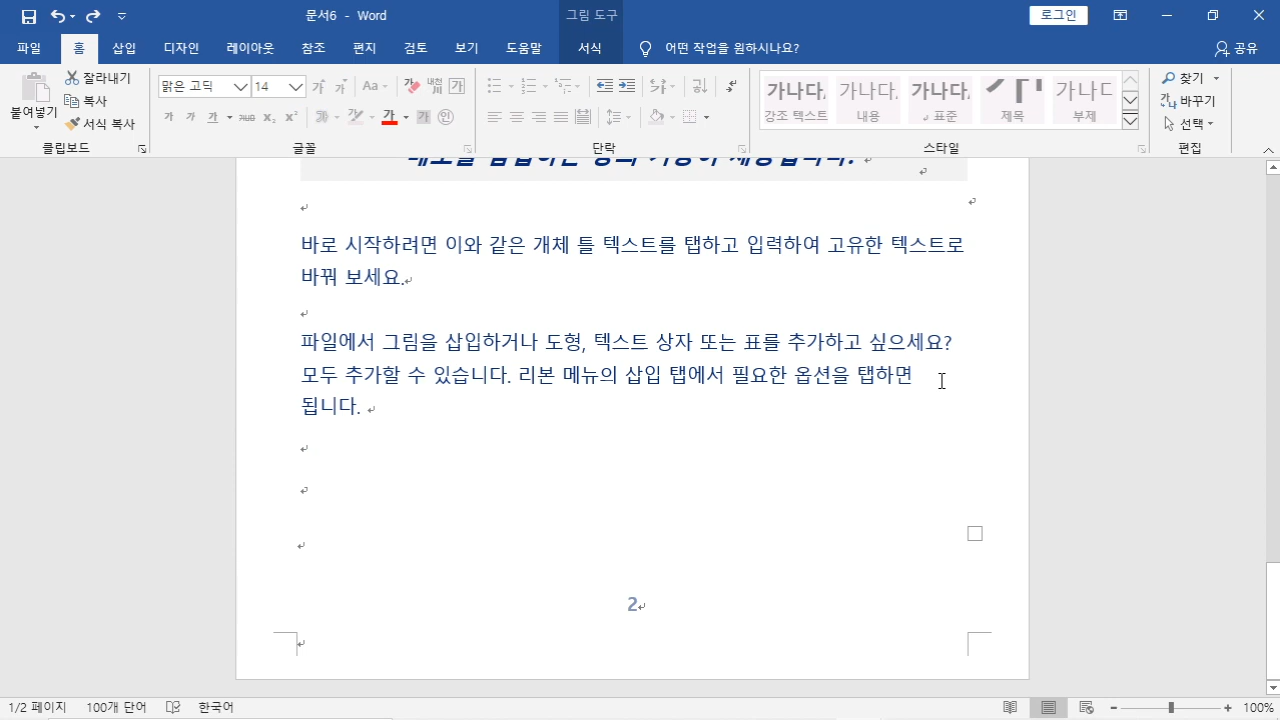 문서6 - Word
그림 도구
로그인
파일 홈 삽입 디자인 레이아웃 참조 편지 검토 보기 도움말 서식 어떤 작업을 원하시나요? 공유
붙여넣기
잘라내기
복사
서식 복사
클립보드
맑은 고딕 14
글꼴
단락
가나다 가나다 가나다 가나다
강조 텍스트 내용 표준 제목 부제
스타일
찾기
바꾸기
선택
편집
바로 시작하려면 이와 같은 개체 틀 텍스트를 탭하고 입력하여 고유한 텍스트로
바꿔 보세요.
파일에서 그림을 삽입하거나 도형, 텍스트 상자 또는 표를 추가하고 싶으세요?
모두 추가할 수 있습니다. 리본 메뉴의 삽입 탭에서 필요한 옵션을 탭하면
됩니다.
2
1/2 페이지 100개 단어 한국어 100%